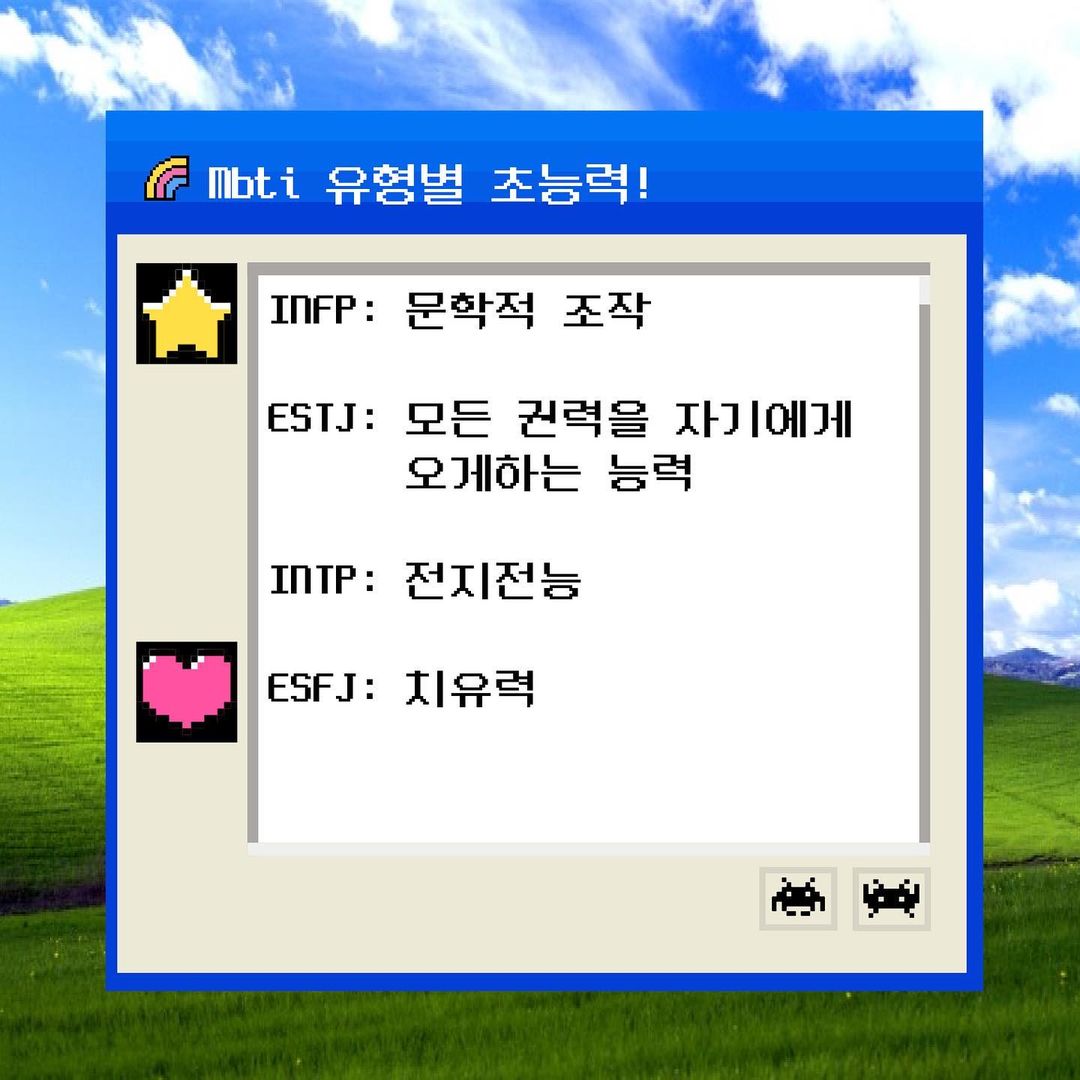 Mbti 유형별 초능력!
INFP: 문학적 조작
ESTJ: 모든 권력을 자기에게
오게하는 능력
INTP: 전지전능
ESFJ: 치유력